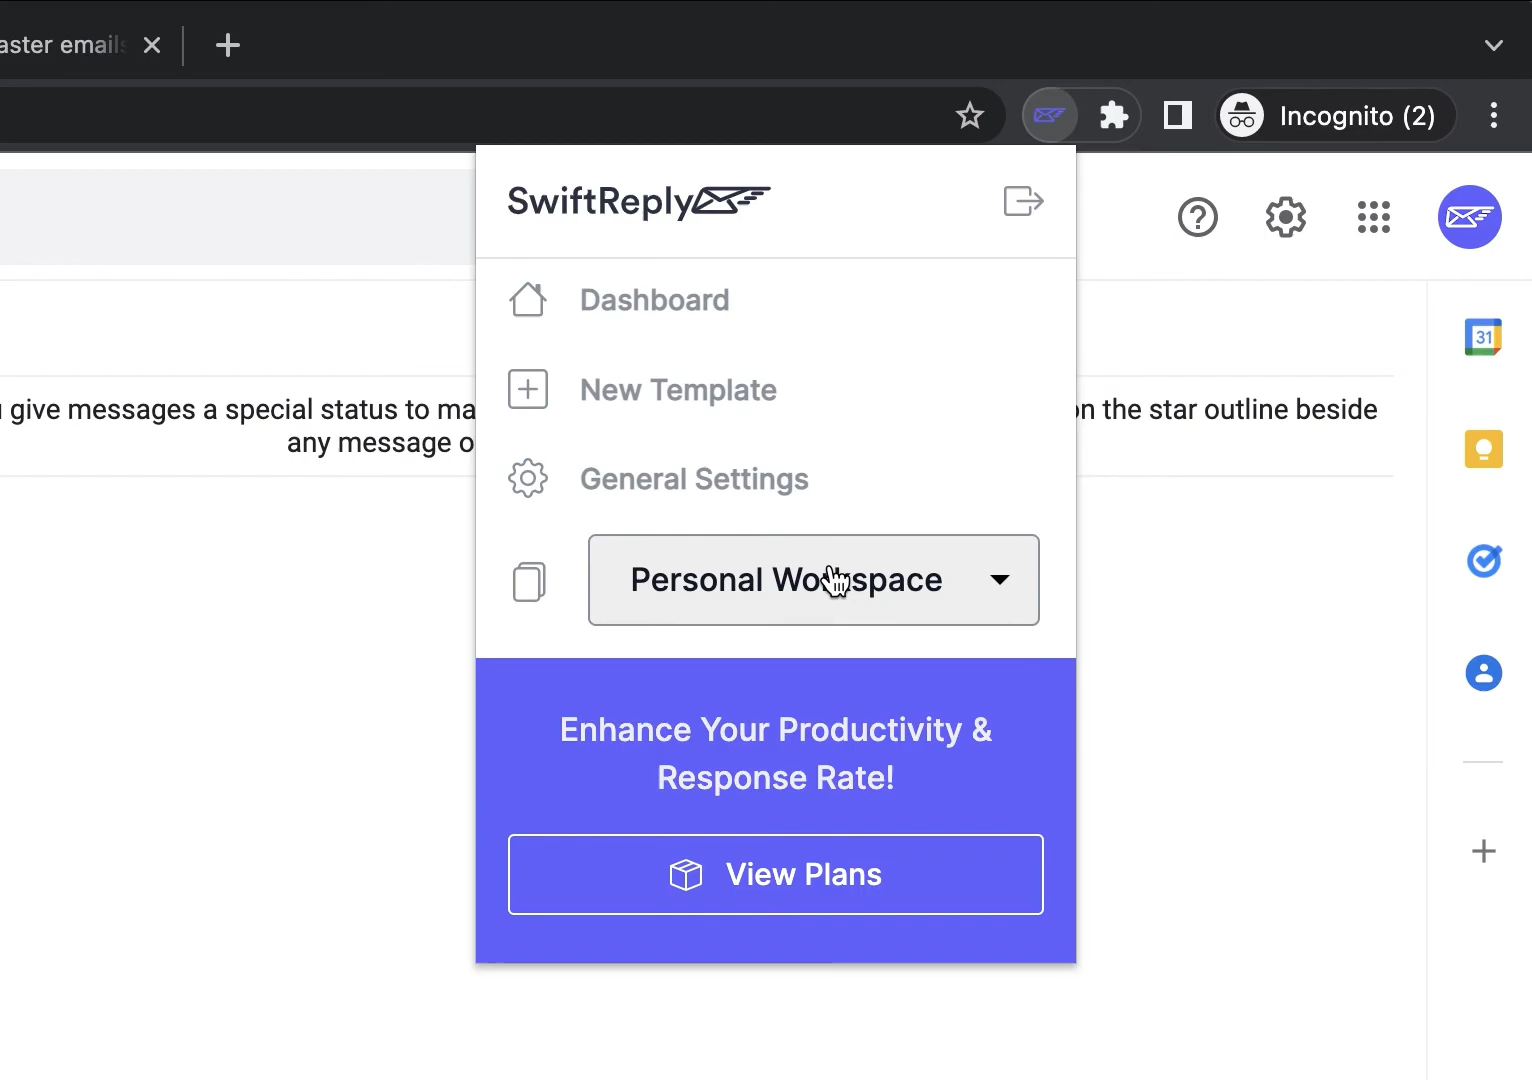 aster emails
Incognito (2)
SwiftReply
Dashboard
31
New Template
give messages a special status to ma
on the star outline beside
any message o
General Settings
Personal Workspace
Enhance Your Productivity &
Response Rate!
View Plans